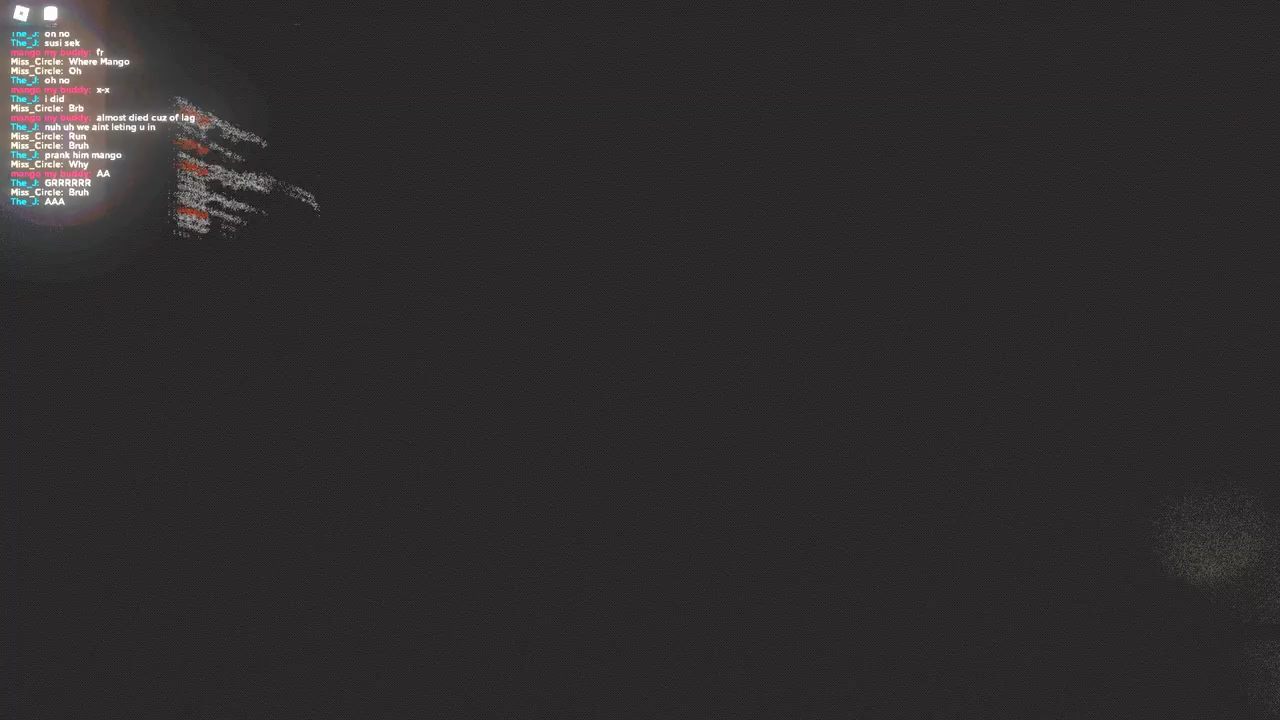 The_J: on no
The_J: susi sek
mango my buddy: fr
Miss_Circle: Where Mango
Miss_Circle: Oh
The_J: oh no
mango my buddy: x-x
The_J: i did
Miss_Circle: Brb
mango my buddy: almost died cuz of lag
The_J: nuh uh we aint leting u in
Miss_Circle: Run
Miss_Circle: Bruh
The_J: prank him mango
Miss_Circle: Why
mango my buddy: AA
The_J: GRRRRRR
Miss_Circle: Bruh
The_J: AAA